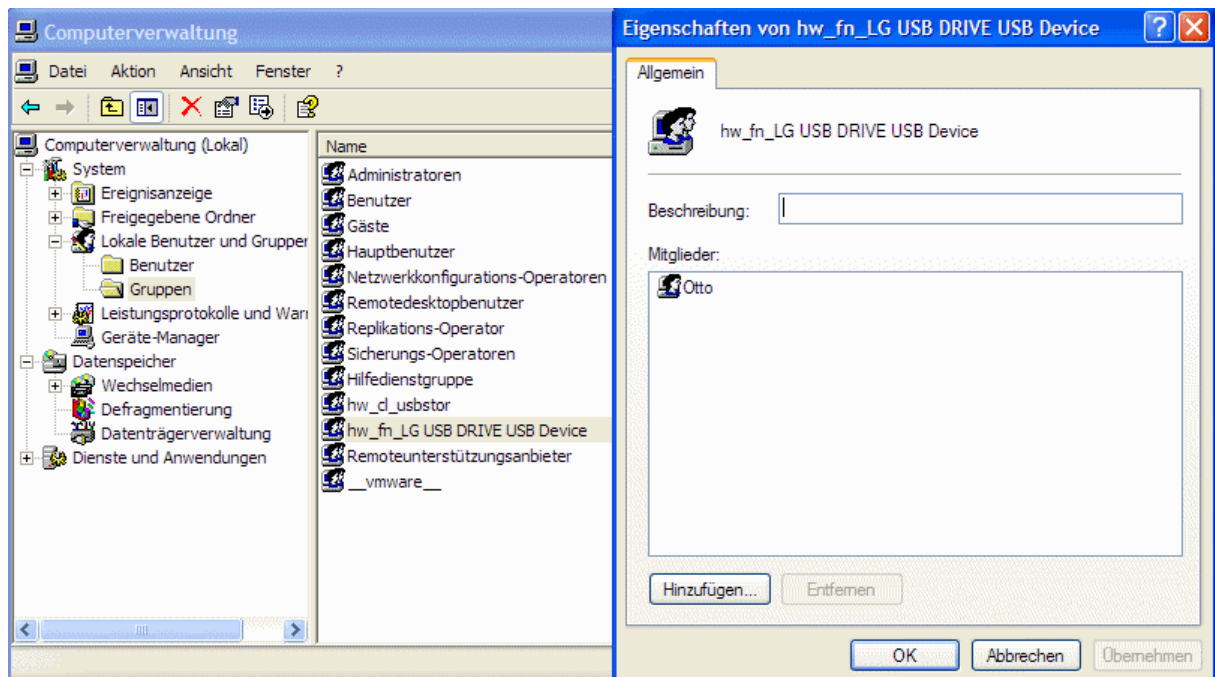 Computerverwaltung
Datei Aktion Ansicht Fenster ?
Computerverwaltung (Lokal)
System
Ereignisanzeige
Freigegebene Ordner
Lokale Benutzer und Gruppen
Benutzer
Gruppen
Leistungsprotokolle und Warr
Geräte-Manager
Datenspeicher
Wechselmedien
Defragmentierung
Datenträgerverwaltung
Dienste und Anwendungen
Name
Administratoren
Benutzer
Gäste
Hauptbenutzer
Netzwerkkonfigurations-Operatoren
Remotedesktopbenutzer
Replikations-Operator
Sicherungs-Operatoren
Hilfedienstgruppe
hw_cl_usbstor
hw_fn_LG USB DRIVE USB Device
Remoteunterstützungsanbieter
__vmware__
Eigenschaften von hw_fn_LG USB DRIVE USB Device
Allgemein
hw_fn_LG USB DRIVE USB Device
Beschreibung:
Mitglieder:
Otto
Hinzufügen... Entfernen
OK Abbrechen Übernehmen